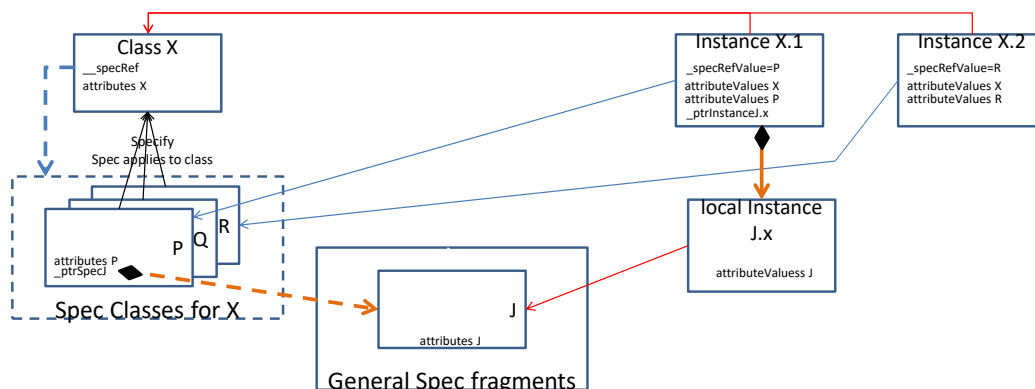 Class X
__specRef
attributes X
Instance X.1
_specRefValue=P
attributeValues X
attributeValues P
_ptrInstanceJ.x
Instance X.2
_specRefValue=R
attributeValues X
attributeValues R
Specify
Spec applies to class
R
Q
P
attributes P
_ptrSpecJ
Spec Classes for X
local Instance
J.x
attributeValuess J
J
attributes J
General Spec fragments